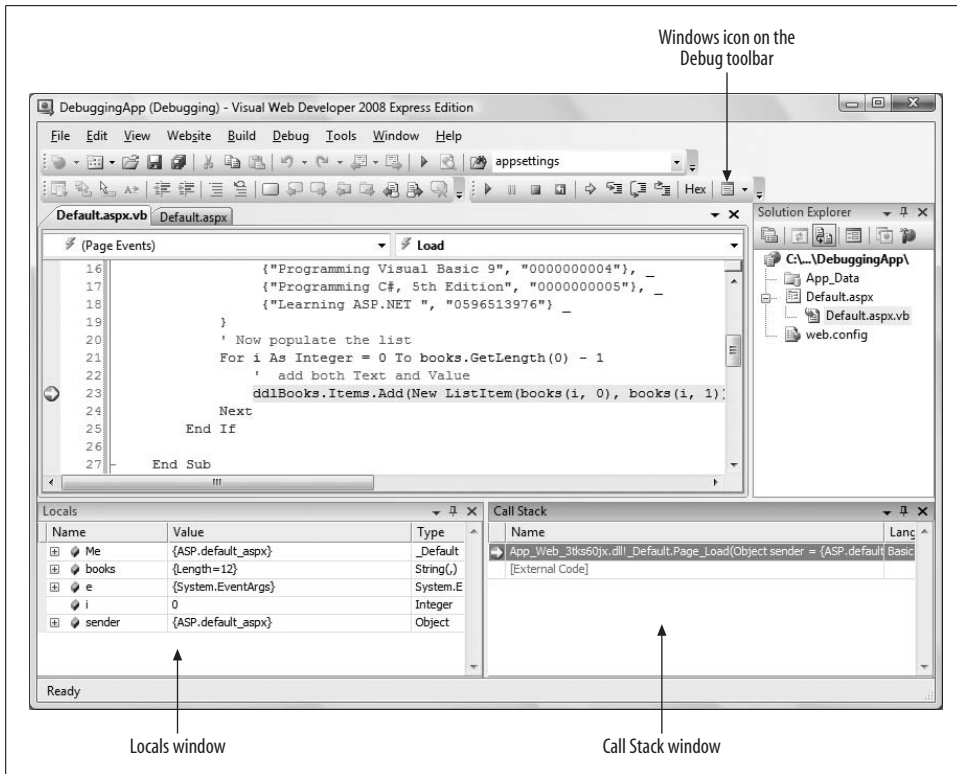 Windows icon on the
Debug toolbar
DebuggingApp (Debugging) - Visual Web Developer 2008 Express Edition
File Edit View Website Build Debug Tools Window Help
appsettings
Hex
Default.aspx.vb Default.aspx
(Page Events) Load
16 {"Programming Visual Basic 9", "0000000004"}, _
17 {"Programming C#, 5th Edition", "0000000005"}, _
18 {"Learning ASP.NET ", "0596513976"} _
19 }
20 ' Now populate the list
21 For i As Integer = 0 To books.GetLength(0) - 1
22 ' add both Text and Value
23 ddlBooks.Items.Add(New ListItem(books(i, 0), books(i, 1))
24 Next
25 End If
26
27 End Sub
Solution Explorer
C:\...\DebuggingApp\
App_Data
Default.aspx
Default.aspx.vb
web.config
Locals
Name Value Type
Me {ASP.default_aspx} _Default
books {Length=12} String(,)
e {System.EventArgs} System.E
i 0 Integer
sender {ASP.default_aspx} Object
Call Stack
Name Lang
App_Web_3tks60jx.dll!_Default.Page_Load(Object sender = {ASP.default Basic
[External Code]
Ready
Locals window
Call Stack window